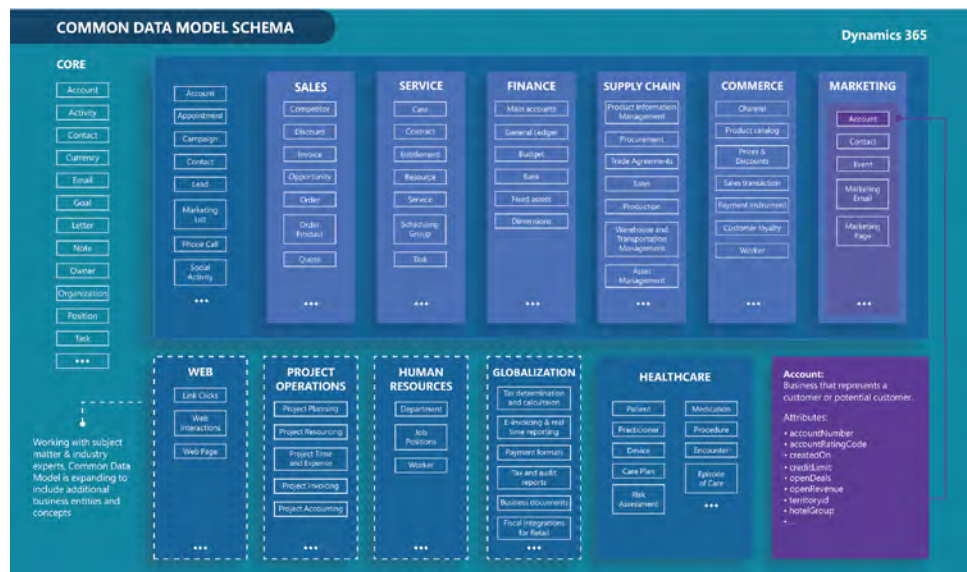 COMMON DATA MODEL SCHEMA
Dynamics 365
CORE
Account
Activity
Contact
Currency
Email
Goal
Letter
Note
Owner
Organization
Position
Task
•••
Account
Appointment
Campaign
Contact
Lead
Marketing
List
Phone Call
Social
Activity
•••
SALES
Competitor
Discount
Invoice
Opportunity
Order
Order
Product
Quote
•••
SERVICE
Case
Contract
Entitlement
Resource
Service
Scheduling
Group
Task
•••
FINANCE
Main accounts
General Ledger
Budget
Bank
Fixed assets
Dimensions
•••
SUPPLY CHAIN
Product Information
Management
Procurement
Trade Agreements
Sales
Production
Warehouse and
Transportation
Management
Asset
Management
•••
COMMERCE
Channel
Product catalog
Prices &
Discounts
Sales transaction
Payment instrument
Customer loyalty
Worker
•••
MARKETING
Account
Contact
Event
Marketing
Email
Marketing
Page
•••
Working with subject
matter & industry
experts, Common Data
Model is expanding to
include additional
business entities and
concepts
WEB
Link Clicks
Web
Interactions
Web Page
•••
PROJECT
OPERATIONS
Project Planning
Project Resourcing
Project Time
and Expense
Project Invoicing
Project Accounting
•••
HUMAN
RESOURCES
Department
Job
Positions
Worker
•••
GLOBALIZATION
Tax determination
and calcultaion
E-invoicing & real
time reporting
Payment formats
Tax and audit
reports
Business documents
Fiscal Integrations
for Retail
•••
HEALTHCARE
Patient
Practicioner
Device
Care Plan
Risk
Assessment
Medication
Procedure
Encounter
Episode
of Care
•••
Account:
Business that represents a
customer or potential customer.
Attributes:
• accountNumber
• accountRatingCode
• createdOn
• creditLimit
• openDeals
• openRevenue
• territoryid
• hotelGroup
• ...